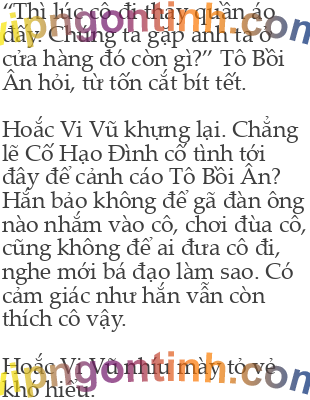 “Thì lúc cô đi thay quần áo
đấy. Chúng ta gặp anh ta ở
cửa hàng đó còn gì?” Tô Bồi
Ân hỏi, từ tốn cắt bít tết.
Hoắc Vi Vũ khựng lại. Chẳng
lẽ Cố Hạo Đình cố tình tới
đây để cảnh cáo Tô Bồi Ân?
Hắn bảo không để gã đàn ông
nào nhắm vào cô, chơi đùa cô,
cũng không để ai đưa cô đi,
nghe mới bá đạo làm sao. Có
cảm giác như hắn vẫn còn
thích cô vậy.
Hoắc Vi Vũ nhíu mày tỏ vẻ
khó hiểu.
vipngontinh.com
vipngontinh.com